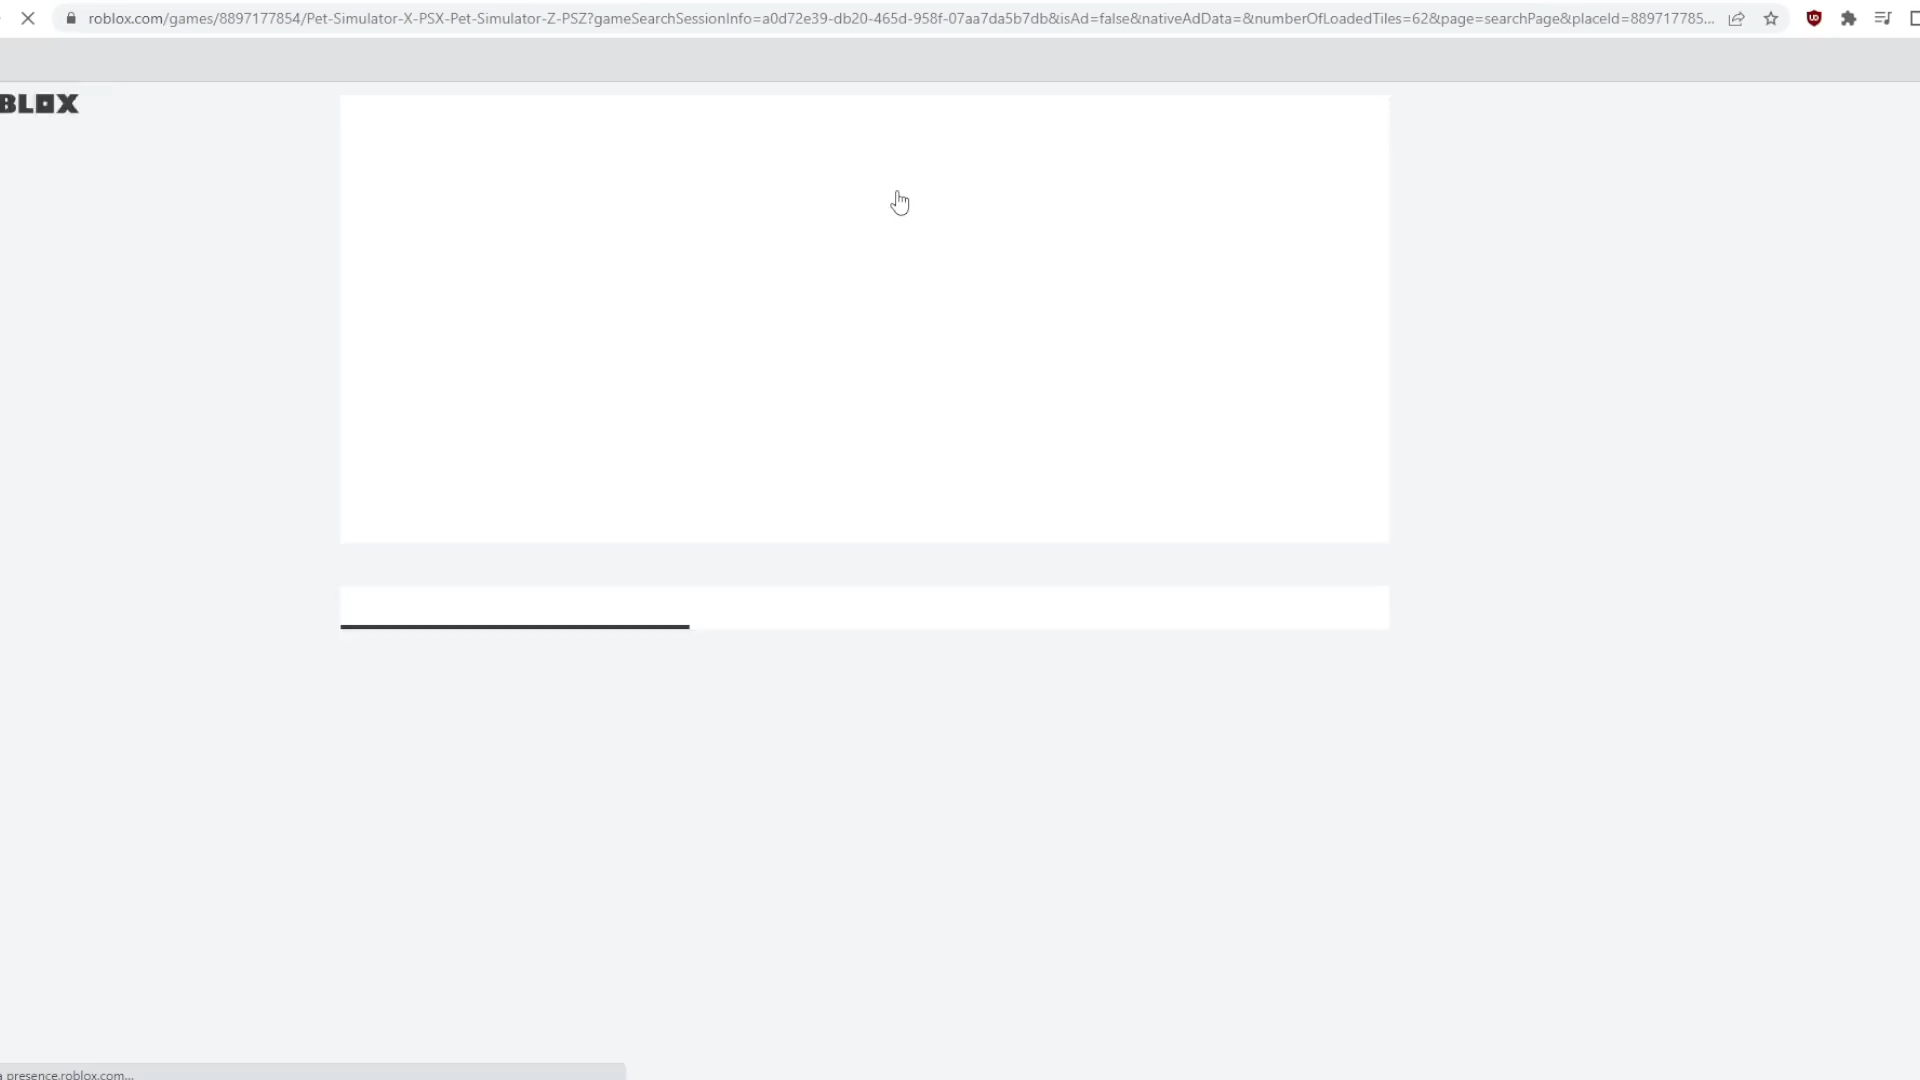 roblox.com/games/8897177854/Pet-Simulator-X-PSX-Pet-Simulator-Z-PSZ?gameSearchSessionInfo=a0d72e39-db20-465d-958f-07aa7da5b7db&isAd=false&nativeAdData=&numberOfLoadedTiles=62&page=searchPage&placeId=889717785...
BLOX
presence.roblox.com...